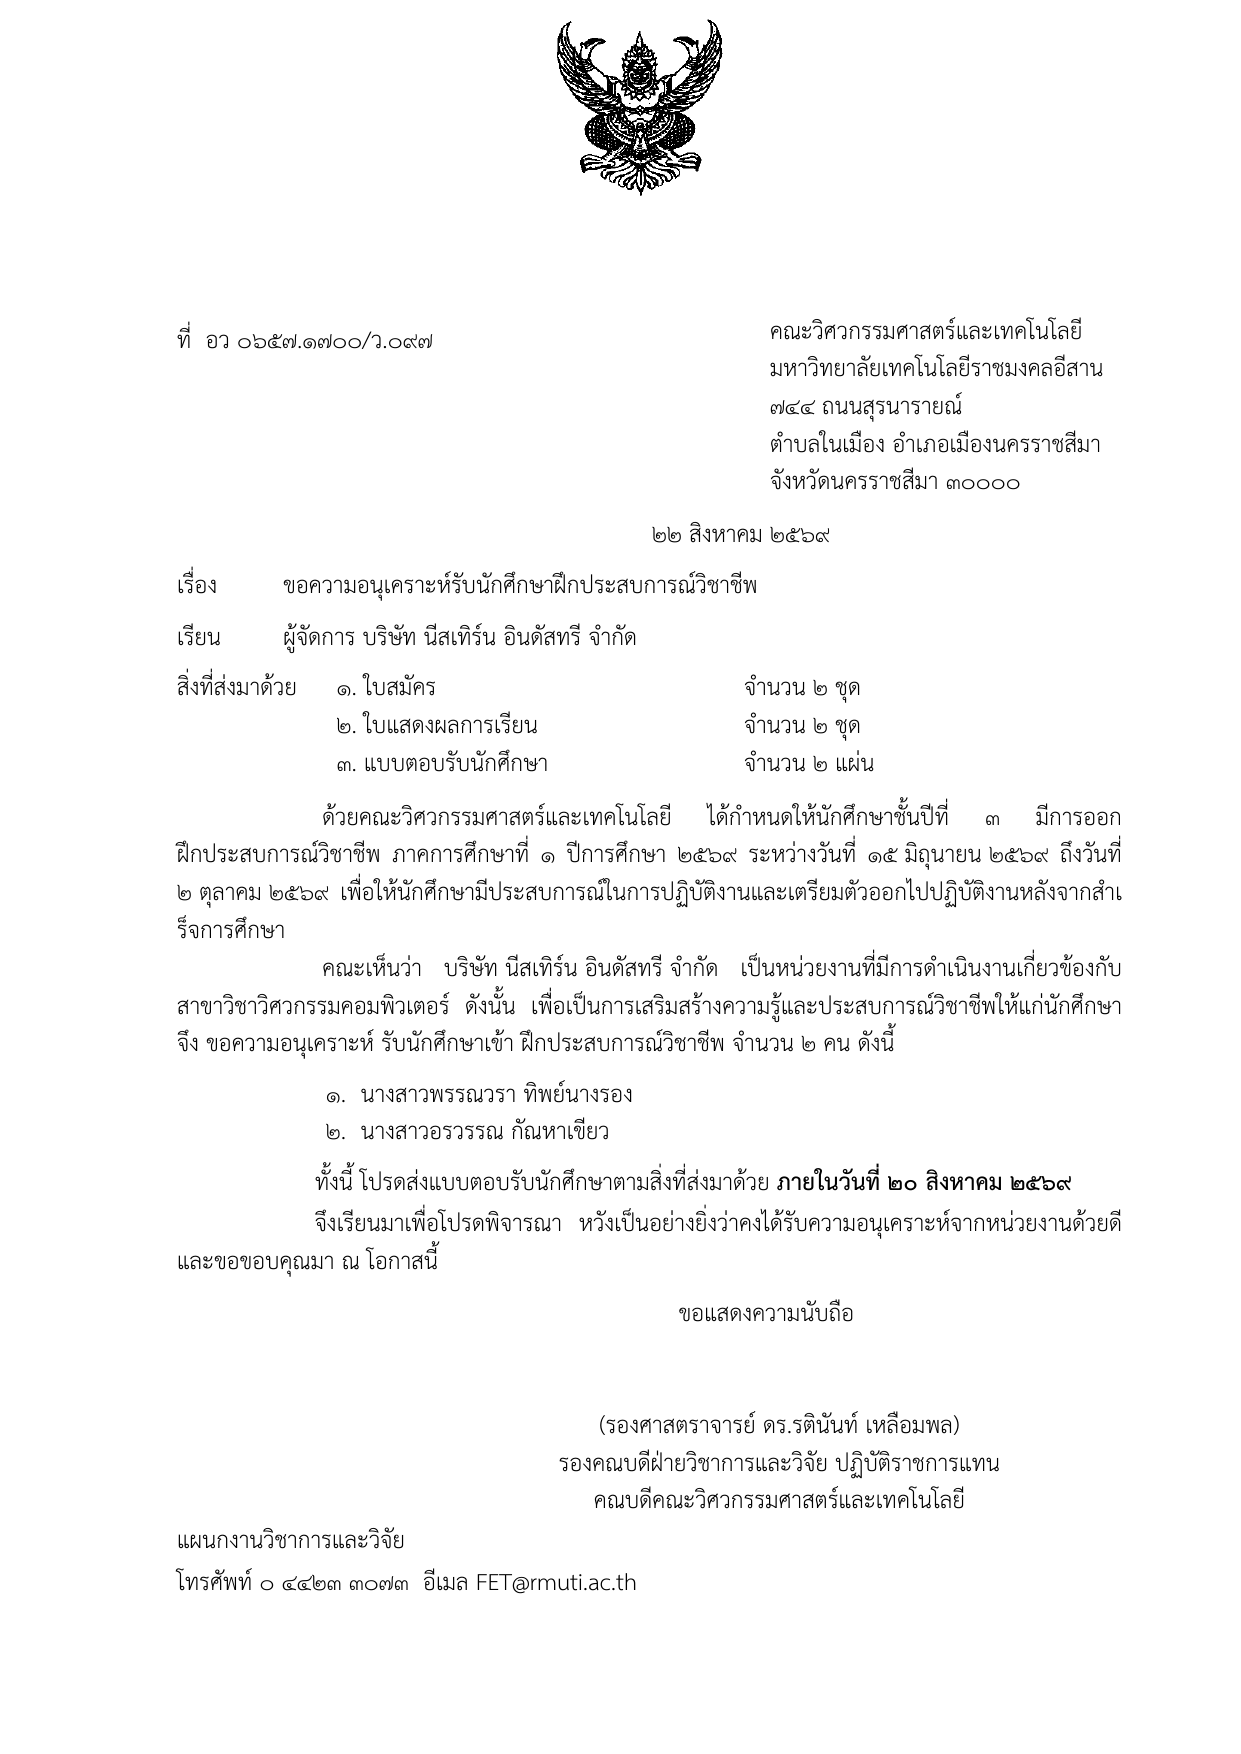 ที่ อว ๐๖๕๗.๑๗๐๐/ว.๐๙๗
คณะวิศวกรรมศาสตร์และเทคโนโลยี
มหาวิทยาลัยเทคโนโลยีราชมงคลอีสาน
๗๔๔ ถนนสุรนารายณ์
ตำบลในเมือง อำเภอเมืองนครราชสีมา
จังหวัดนครราชสีมา ๓๐๐๐๐
๒๒ สิงหาคม ๒๕๖๙
เรื่อง ขอความอนุเคราะห์รับนักศึกษาฝึกประสบการณ์วิชาชีพ
เรียน ผู้จัดการ บริษัท นีสเทิร์น อินดัสทรี จำกัด
สิ่งที่ส่งมาด้วย ๑. ใบสมัคร จำนวน ๒ ชุด
๒. ใบแสดงผลการเรียน จำนวน ๒ ชุด
๓. แบบตอบรับนักศึกษา จำนวน ๒ แผ่น
ด้วยคณะวิศวกรรมศาสตร์และเทคโนโลยี ได้กำหนดให้นักศึกษาชั้นปีที่ ๓ มีการออก
ฝึกประสบการณ์วิชาชีพ ภาคการศึกษาที่ ๑ ปีการศึกษา ๒๕๖๙ ระหว่างวันที่ ๑๕ มิถุนายน ๒๕๖๙ ถึงวันที่
๒ ตุลาคม ๒๕๖๙ เพื่อให้นักศึกษามีประสบการณ์ในการปฏิบัติงานและเตรียมตัวออกไปปฏิบัติงานหลังจากสำเ
ร็จการศึกษา
คณะเห็นว่า บริษัท นีสเทิร์น อินดัสทรี จำกัด เป็นหน่วยงานที่มีการดำเนินงานเกี่ยวข้องกับ
สาขาวิชาวิศวกรรมคอมพิวเตอร์ ดังนั้น เพื่อเป็นการเสริมสร้างความรู้และประสบการณ์วิชาชีพให้แก่นักศึกษา
จึง ขอความอนุเคราะห์ รับนักศึกษาเข้า ฝึกประสบการณ์วิชาชีพ จำนวน ๒ คน ดังนี้
๑. นางสาวพรรณวรา ทิพย์นางรอง
๒. นางสาวอรวรรณ กัณหาเขียว
ทั้งนี้ โปรดส่งแบบตอบรับนักศึกษาตามสิ่งที่ส่งมาด้วย ภายในวันที่ ๒๐ สิงหาคม ๒๕๖๙
จึงเรียนมาเพื่อโปรดพิจารณา หวังเป็นอย่างยิ่งว่าคงได้รับความอนุเคราะห์จากหน่วยงานด้วยดี
และขอขอบคุณมา ณ โอกาสนี้
ขอแสดงความนับถือ
(รองศาสตราจารย์ ดร.รตินันท์ เหลือมพล)
รองคณบดีฝ่ายวิชาการและวิจัย ปฏิบัติราชการแทน
คณบดีคณะวิศวกรรมศาสตร์และเทคโนโลยี
แผนกงานวิชาการและวิจัย
โทรศัพท์ ๐ ๔๔๒๓ ๓๐๗๓ อีเมล FET@rmuti.ac.th